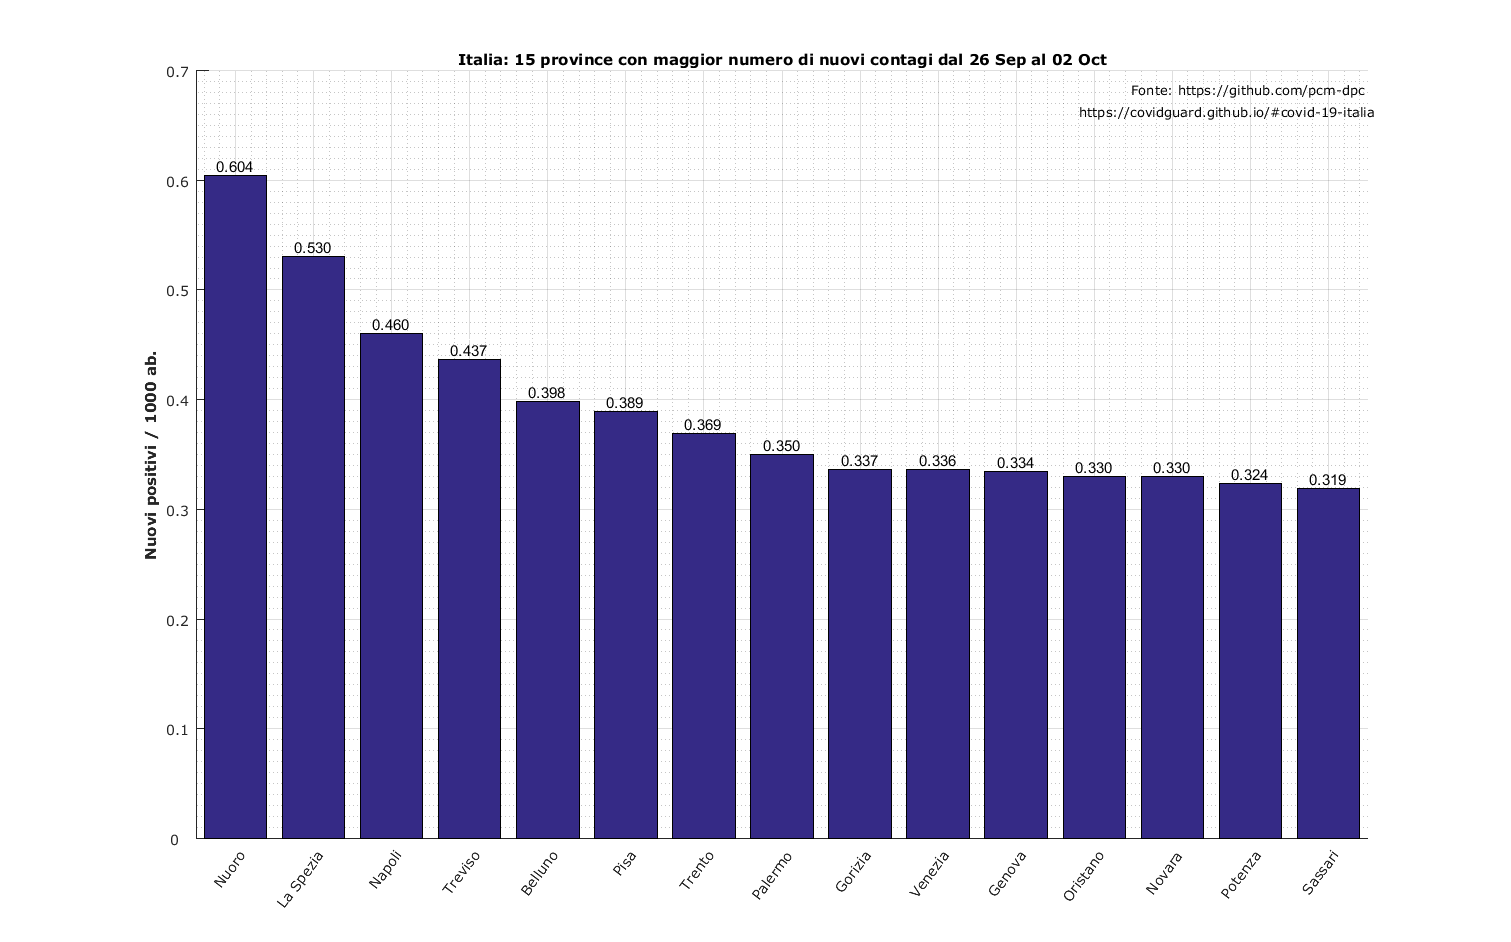 Italia: 15 province con maggior numero di nuovi contagi dal 26 Sep al 02 Oct
Fonte: https://github.com/pcm-dpc
https://covidguard.github.io/#covid-19-italia
Nuovi positivi / 1000 ab.
0.7
0.6
0.5
0.4
0.3
0.2
0.1
0
0.604
0.530
0.460
0.437
0.398
0.389
0.369
0.350
0.337
0.336
0.334
0.330
0.330
0.324
0.319
Nuoro
La Spezia
Napoli
Treviso
Belluno
Pisa
Trento
Palermo
Gorizia
Venezia
Genova
Oristano
Novara
Potenza
Sassari